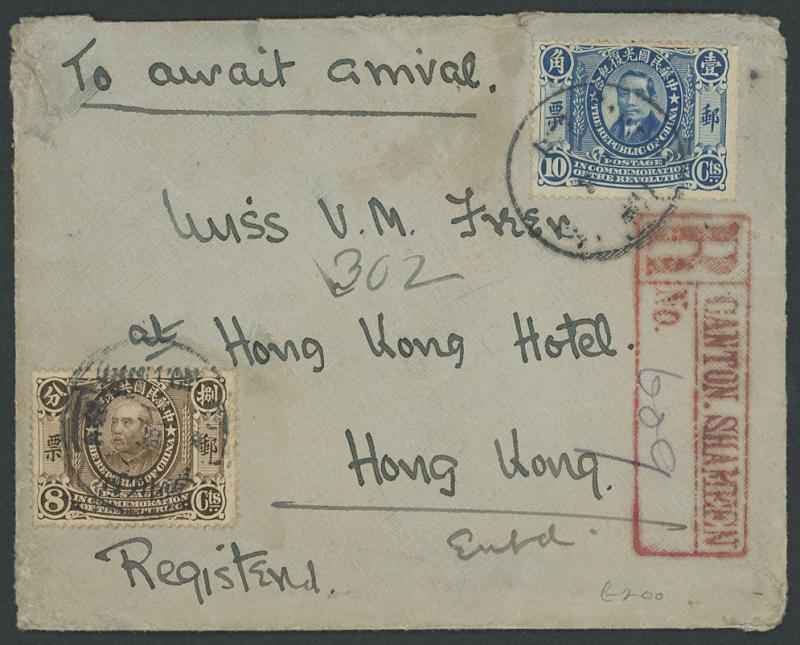 To await arrival.
角 中華民國光復紀念 壹
票 郵
THE REPUBLIC OF CHINA
POSTAGE
10 IN COMMEMORATION Cts
OF THE REVOLUTION
Miss V. M. Frer
302
at Hong Kong Hotel.
Hong Kong.
Registerd.
R
No. 609
CANTON. SHAMEEN
分 中華民國共和紀念 捌
票 郵
THE REPUBLIC OF CHINA
POSTAGE
8 IN COMMEMORATION Cts
OF THE REPUBLIC
£200